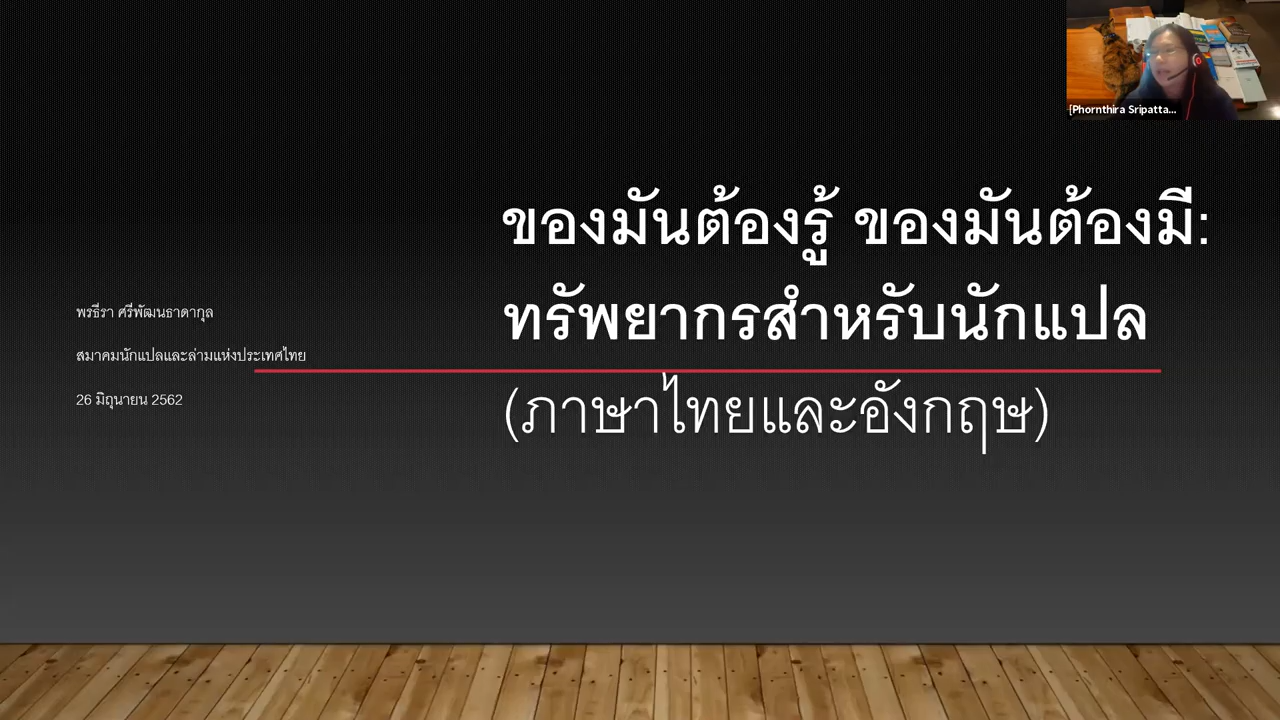 [Phornthira Sripatta...
ของมันต้องรู้ ของมันต้องมี:
ทรัพยากรสำหรับนักแปล
(ภาษาไทยและอังกฤษ)
พรธีรา ศรีพัฒนธาดากุล
สมาคมนักแปลและล่ามแห่งประเทศไทย
26 มิถุนายน 2562